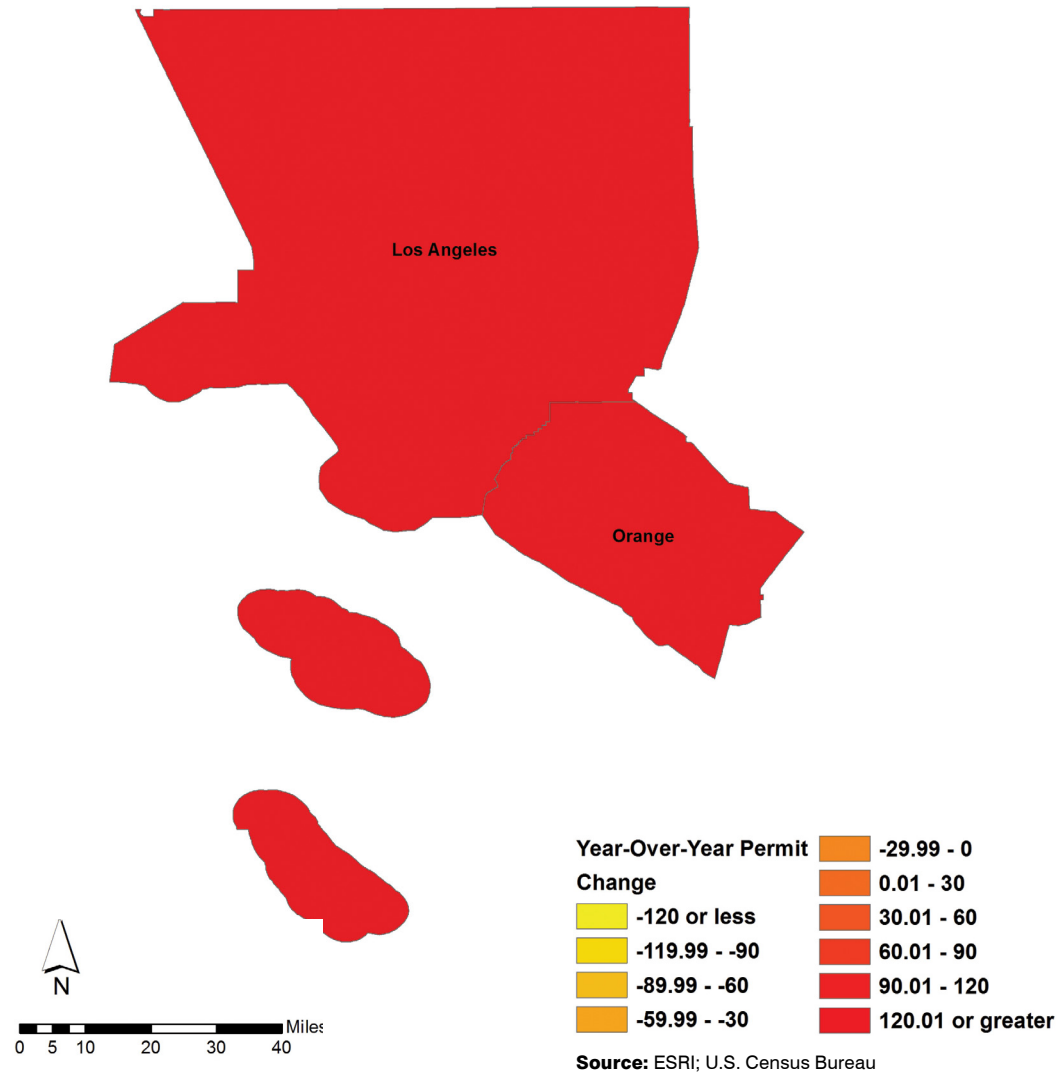 Los Angeles
Orange
Year-Over-Year Permit
Change
-120 or less
-119.99 - -90
-89.99 - -60
-59.99 - -30
-29.99 - 0
0.01 - 30
30.01 - 60
60.01 - 90
90.01 - 120
120.01 or greater
N
Miles
0 5 10 20 30 40
Source: ESRI; U.S. Census Bureau